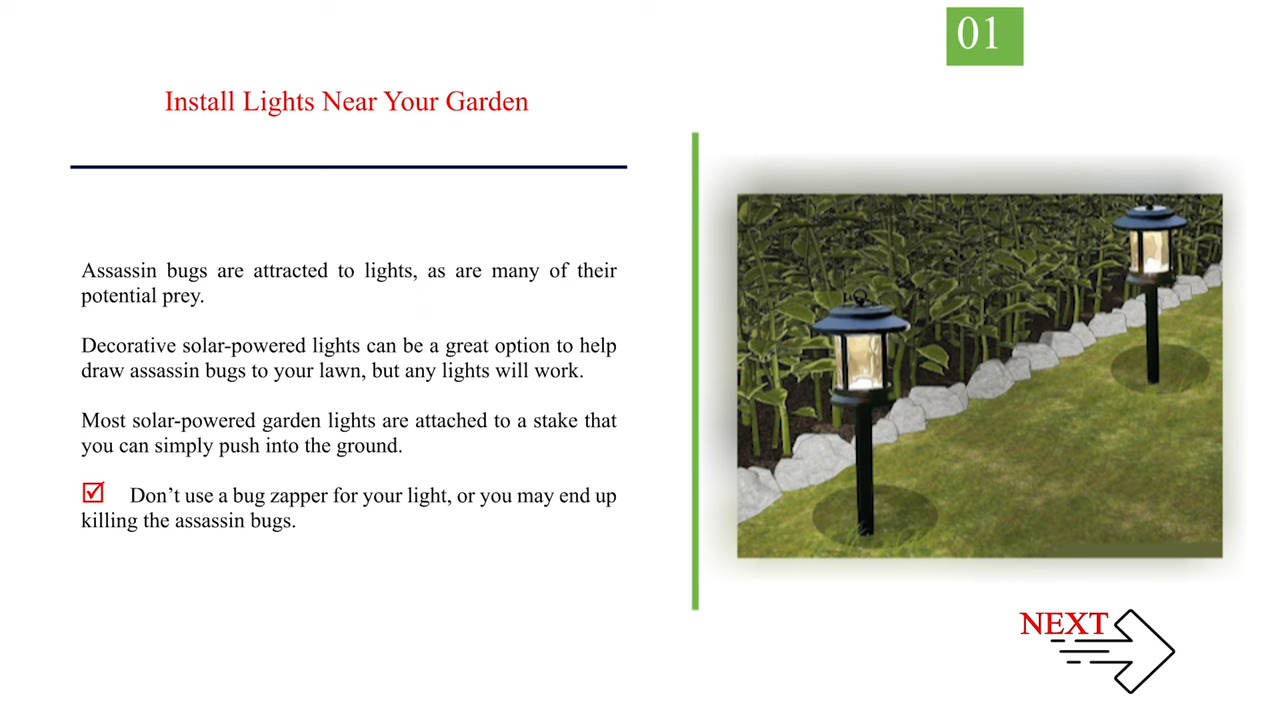 01
Install Lights Near Your Garden
Assassin bugs are attracted to lights, as are many of their
potential prey.
Decorative solar-powered lights can be a great option to help
draw assassin bugs to your lawn, but any lights will work.
Most solar-powered garden lights are attached to a stake that
you can simply push into the ground.
☑ Don’t use a bug zapper for your light, or you may end up
killing the assassin bugs.
NEXT